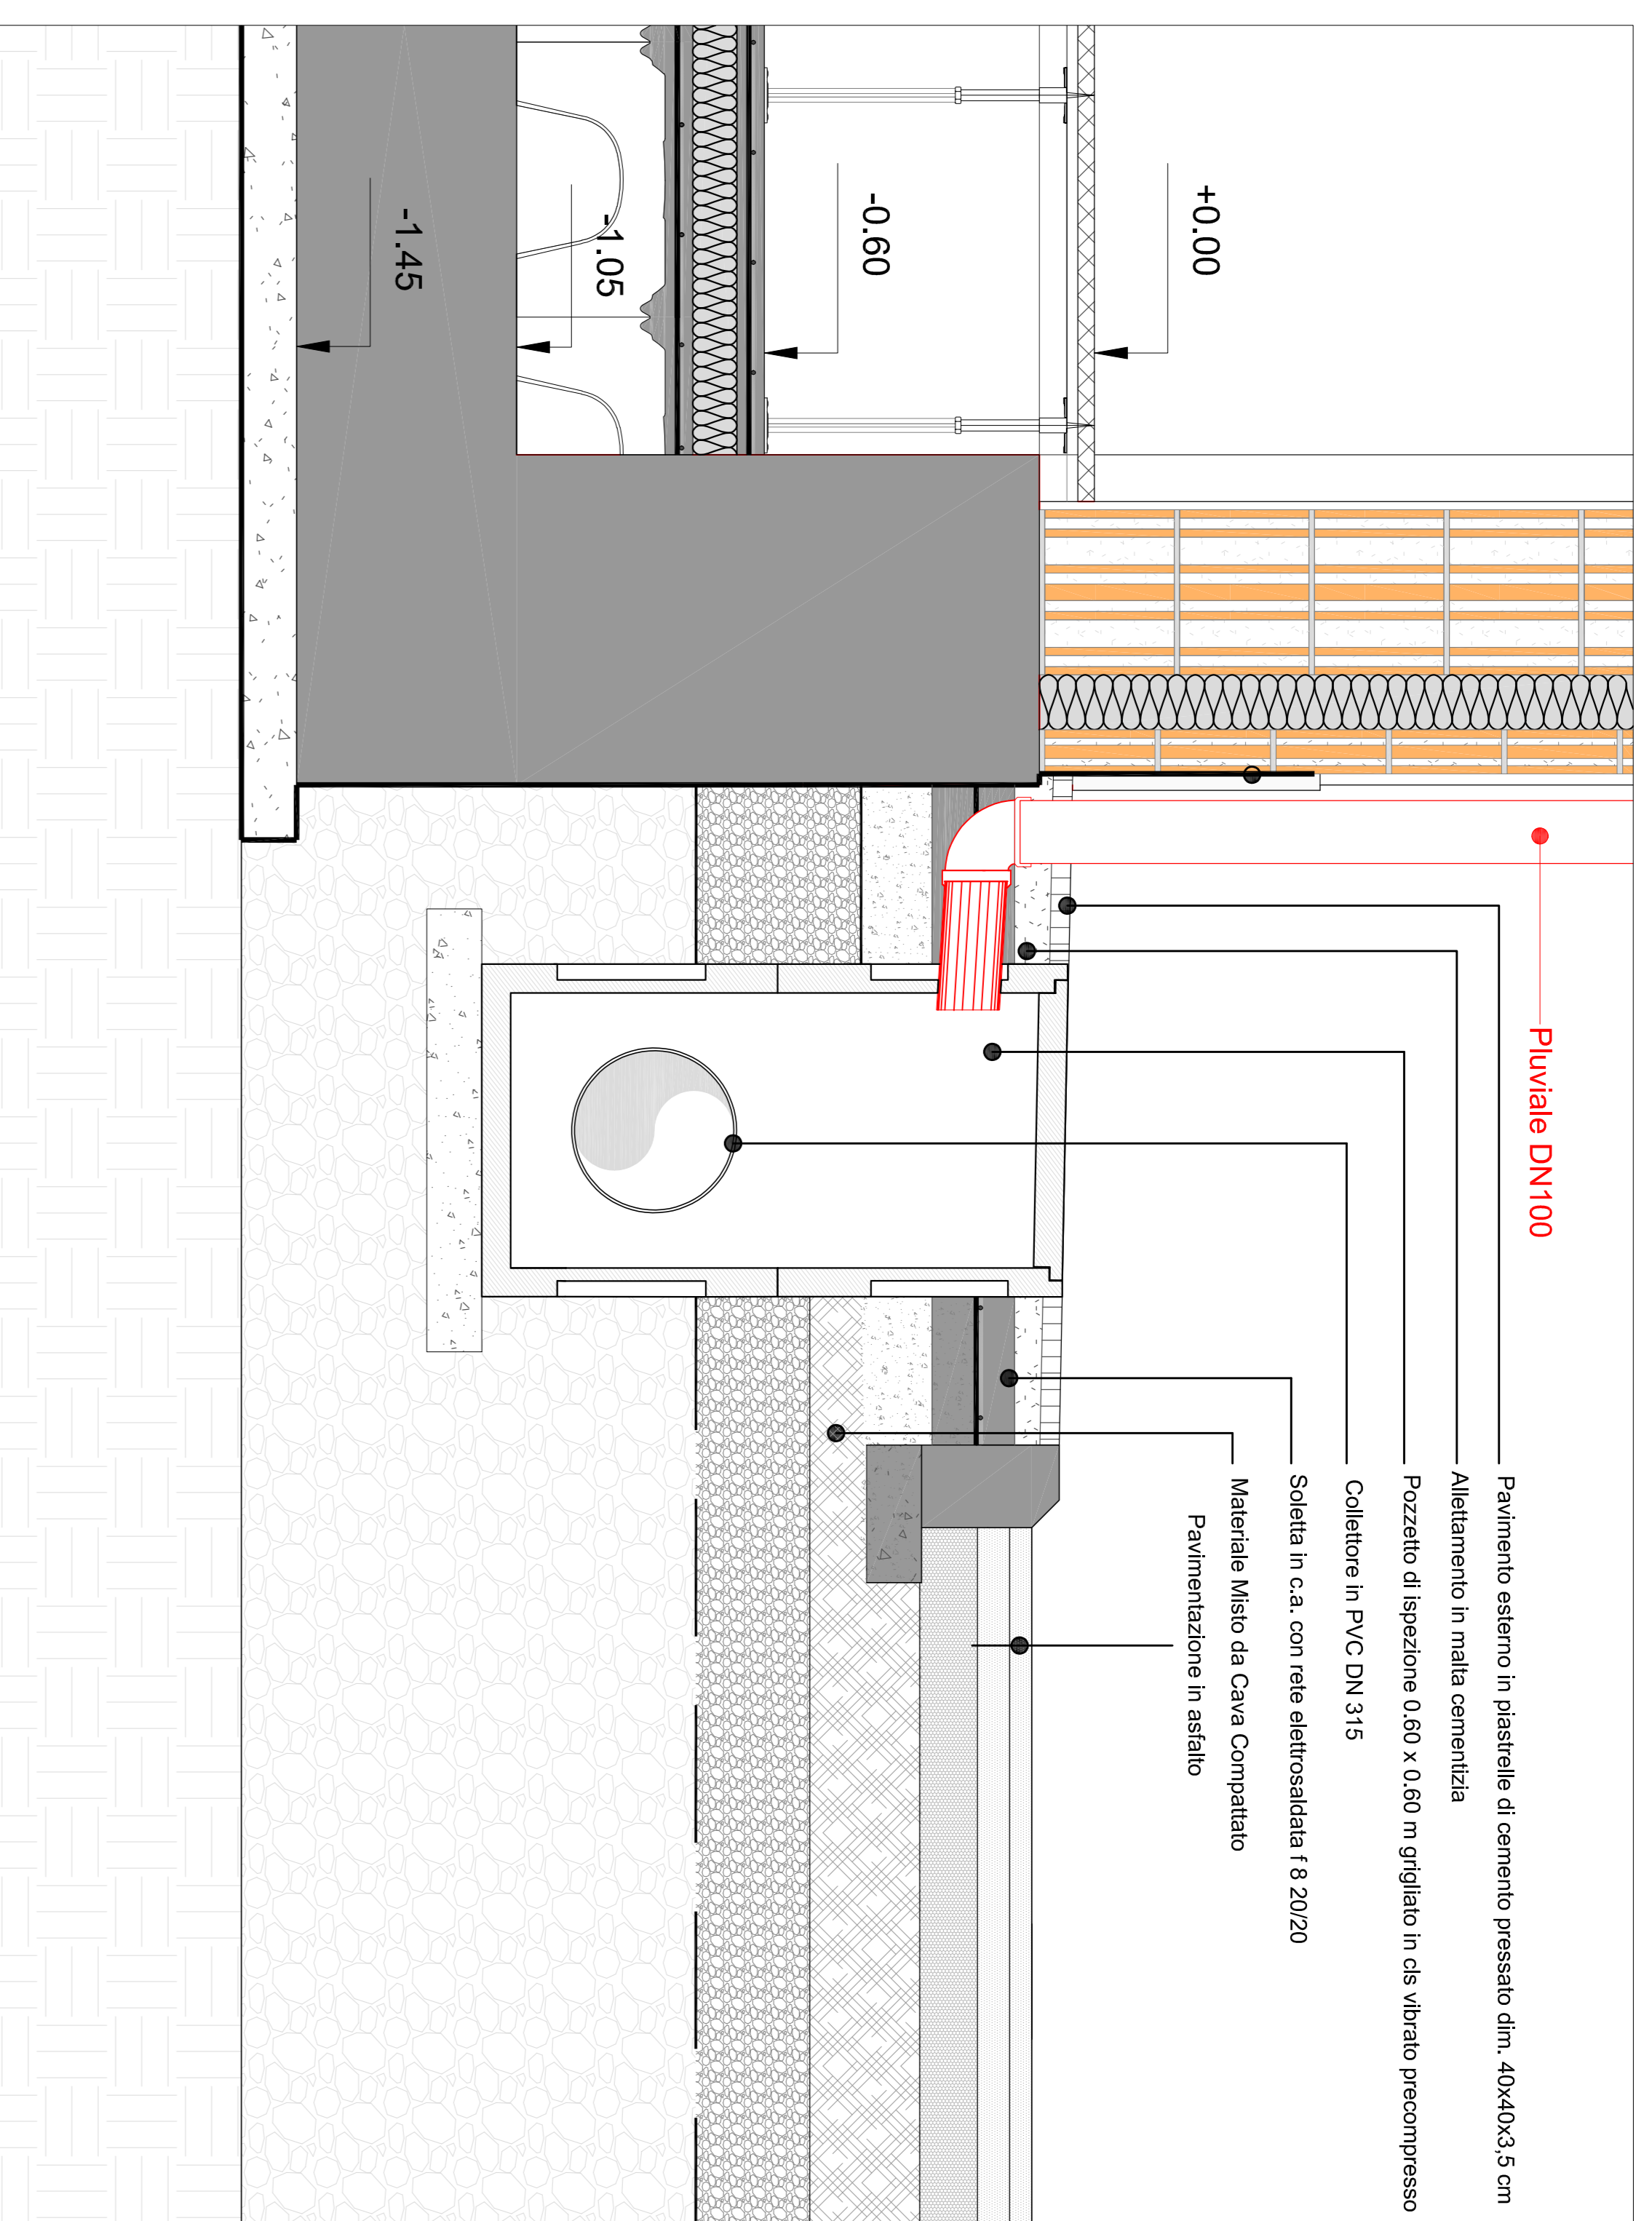 +0.00
-0.60
-1.05
-1.45
Pluviale DN100
Pavimento esterno in piastrelle di cemento pressato dim. 40x40x3,5 cm
Allettamento in malta cementizia
Pozzetto di ispezione 0.60 x 0.60 m grigliato in cls vibrato precompresso
Collettore in PVC DN 315
Soletta in c.a. con rete elettrosaldata f 8 20/20
Materiale Misto da Cava Compattato
Pavimentazione in asfalto